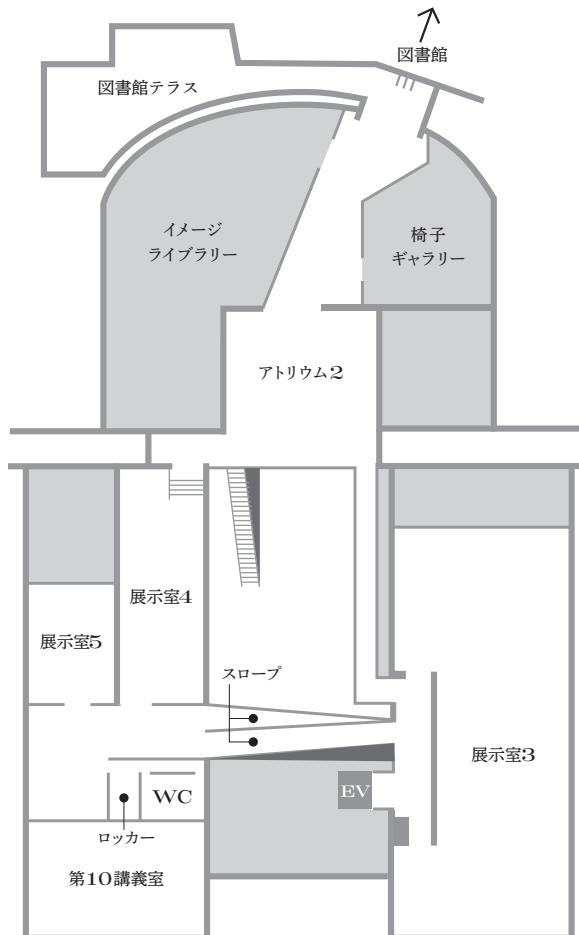 図書館
図書館テラス
イメージ
ライブラリー
椅子
ギャラリー
アトリウム2
展示室4
展示室5
スロープ
展示室3
EV
WC
ロッカー
第10講義室